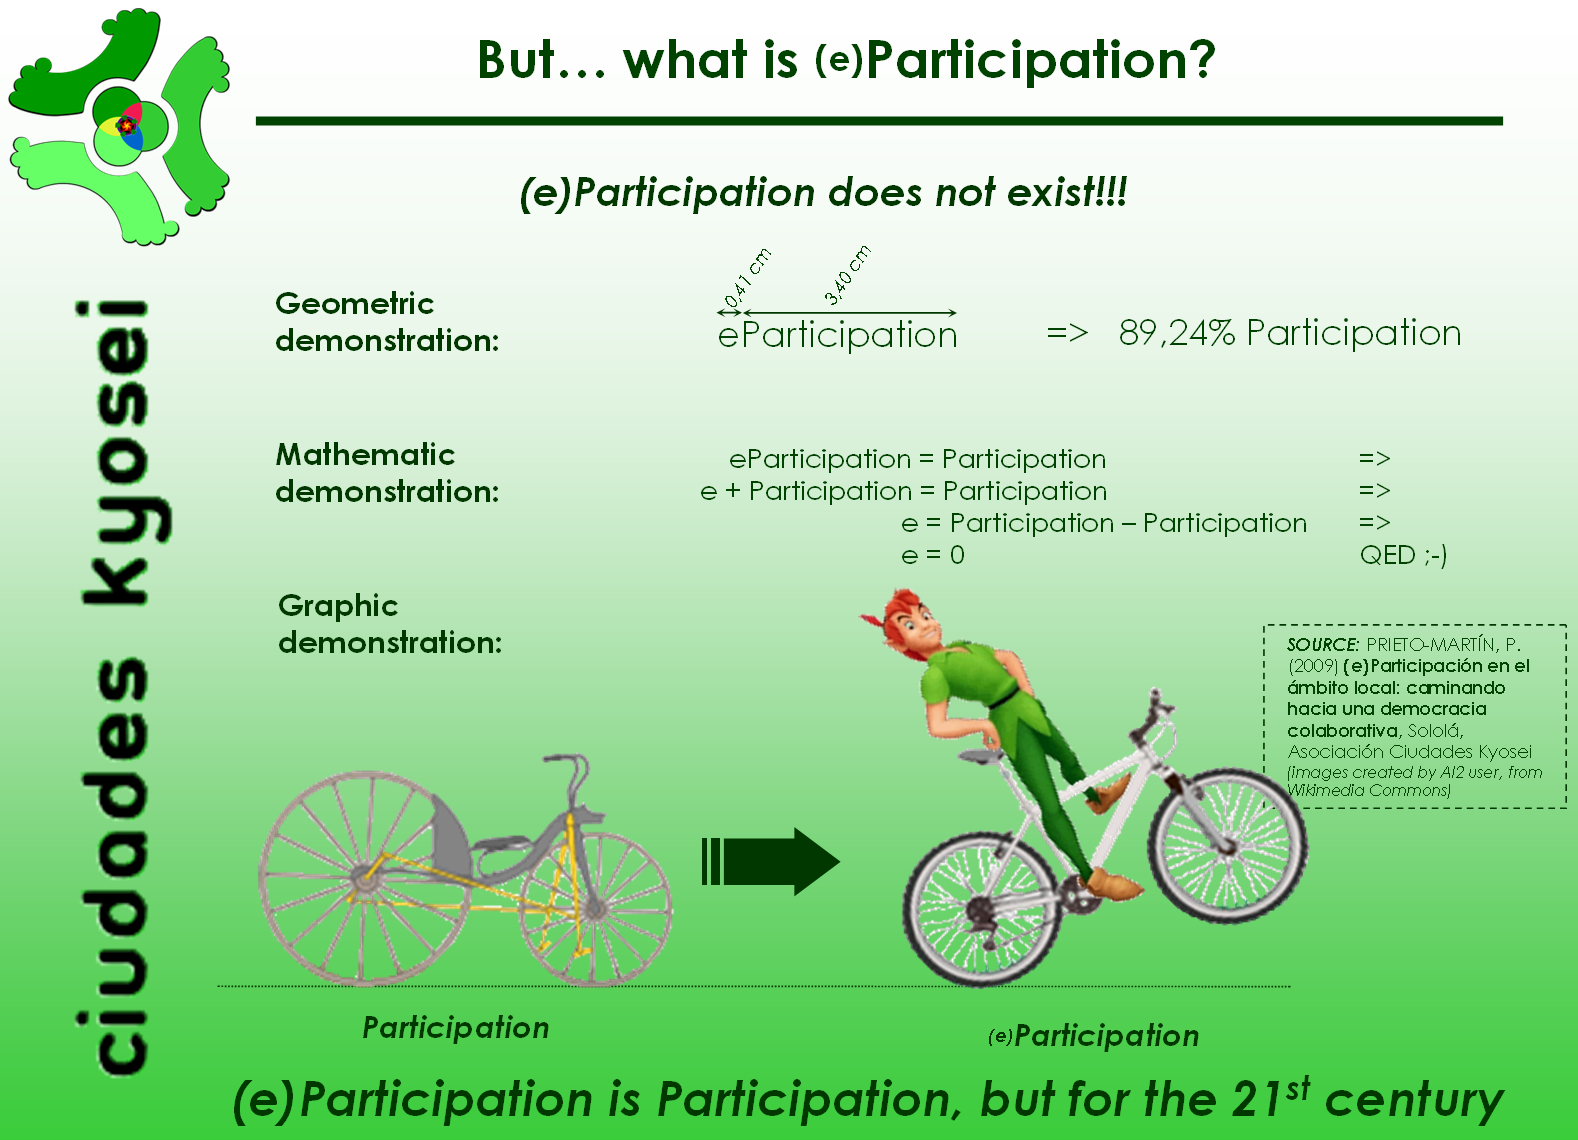 But... what is (e)Participation?
(e)Participation does not exist!!!
Geometric
demonstration:
0,41 cm
3,40 cm
eParticipation
=> 89,24% Participation
Mathematic
demonstration:
eParticipation = Participation =>
e + Participation = Participation =>
e = Participation – Participation =>
e = 0 QED ;-)
Graphic
demonstration:
SOURCE: PRIETO-MARTÍN, P.
(2009) (e)Participación en el
ámbito local: caminando
hacia una democracia
colaborativa, Sololá,
Asociación Ciudades Kyosei
(Images created by Al2 user, from
Wikimedia Commons)
Participation
(e)Participation
(e)Participation is Participation, but for the 21st century
ciudades kyosei